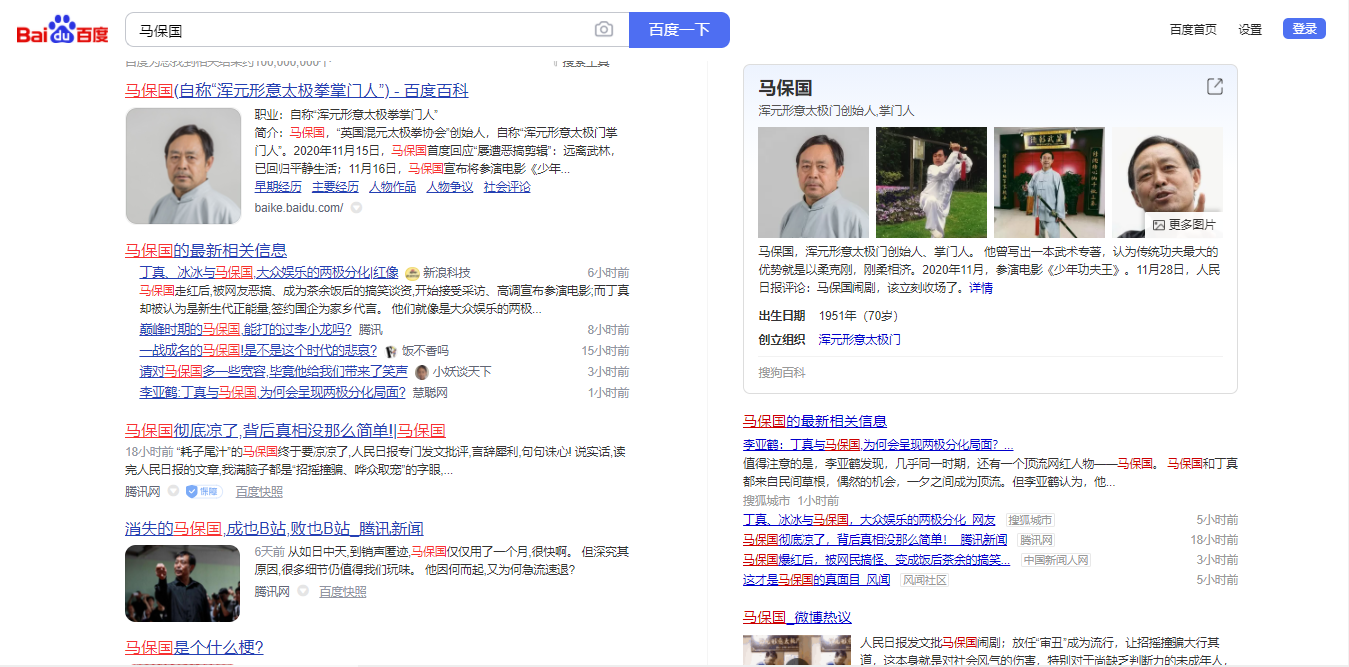 Bai du 百度
马保国
百度一下
百度首页
设置
登录
百度为您找到相关结果约100,000,000个
搜索工具
马保国(自称“浑元形意太极拳掌门人”) - 百度百科
职业：自称“浑元形意太极拳掌门人”
简介：马保国，“英国混元太极拳协会”创始人，自称“浑元形意太极门掌
门人”。2020年11月15日，马保国首度回应“屡遭恶搞剪辑”：远离武林，
已回归平静生活；11月16日，马保国宣布将参演电影《少年...
早期经历 主要经历 人物作品 人物争议 社会评论
baike.baidu.com/
马保国的最新相关信息
丁真、冰冰与马保国,大众娱乐的两极分化|红像 新浪科技 6小时前
马保国走红后,被网友恶搞、成为茶余饭后的搞笑谈资,开始接受采访、高调宣布参演电影;而丁真
却被认为是新生代正能量,签约国企为家乡代言。 他们就像是大众娱乐的两极...
巅峰时期的马保国,能打的过李小龙吗? 腾讯 8小时前
一战成名的马保国!是不是这个时代的悲哀? 饭不香吗 15小时前
请对马保国多一些宽容,毕竟他给我们带来了笑声 小妖谈天下 3小时前
李亚鹤:丁真与马保国,为何会呈现两极分化局面? 慧聪网 1小时前
马保国彻底凉了,背后真相没那么简单!|马保国
18小时前 “耗子尾汁”的马保国终于要凉凉了,人民日报专门发文批评,言辞犀利,句句诛心! 说实话,读
完人民日报的文章,我满脑子都是“招摇撞骗、哗众取宠”的字眼,...
腾讯网 保障 百度快照
消失的马保国,成也B站,败也B站_腾讯新闻
6天前 从如日中天,到销声匿迹,马保国仅仅用了一个月,很快啊。 但深究其
原因,很多细节仍值得我们玩味。 他因何而起,又为何急流速退?
腾讯网 百度快照
马保国是个什么梗?
马保国
浑元形意太极门创始人,掌门人
更多图片
马保国，浑元形意太极门创始人、掌门人。 他曾写出一本武术专著，认为传统功夫最大的
优势就是以柔克刚，刚柔相济。2020年11月，参演电影《少年功夫王》。11月28日，人民
日报评论：马保国闹剧，该立刻收场了。详情
出生日期 1951年（70岁）
创立组织 浑元形意太极门
搜狗百科
马保国的最新相关信息
李亚鹤：丁真与马保国,为何会呈现两极分化局面？...
值得注意的是，李亚鹤发现，几乎同一时期，还有一个顶流网红人物——马保国。 马保国和丁真
都来自民间草根，偶然的机会，一夕之间成为顶流。但李亚鹤认为，他...
搜狐城市 1小时前
丁真、冰冰与马保国，大众娱乐的两极分化_网友 搜狐城市 5小时前
马保国彻底凉了，背后真相没那么简单！_腾讯新闻 腾讯网 18小时前
马保国爆红后，被网民搞怪、变成饭后茶余的搞笑... 中国新闻人网 3小时前
这才是马保国的真面目_风闻 风闻社区 5小时前
马保国_微博热议
人民日报发文批马保国闹剧；放任“审丑”成为流行，让招摇撞骗大行其
道，这本身就是对社会风气的伤害，特别对于尚缺乏判断力的未成年人，